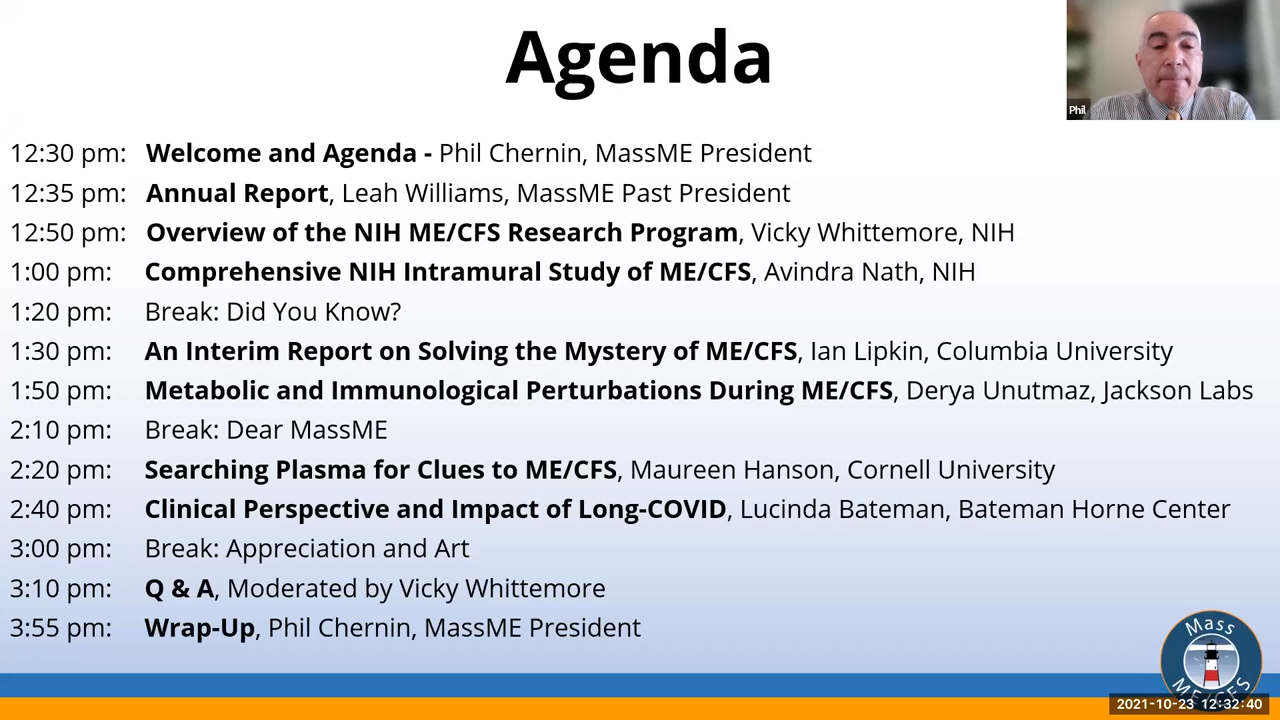 Agenda
Phil
12:30 pm: Welcome and Agenda - Phil Chernin, MassME President
12:35 pm: Annual Report, Leah Williams, MassME Past President
12:50 pm: Overview of the NIH ME/CFS Research Program, Vicky Whittemore, NIH
1:00 pm: Comprehensive NIH Intramural Study of ME/CFS, Avindra Nath, NIH
1:20 pm: Break: Did You Know?
1:30 pm: An Interim Report on Solving the Mystery of ME/CFS, Ian Lipkin, Columbia University
1:50 pm: Metabolic and Immunological Perturbations During ME/CFS, Derya Unutmaz, Jackson Labs
2:10 pm: Break: Dear MassME
2:20 pm: Searching Plasma for Clues to ME/CFS, Maureen Hanson, Cornell University
2:40 pm: Clinical Perspective and Impact of Long-COVID, Lucinda Bateman, Bateman Horne Center
3:00 pm: Break: Appreciation and Art
3:10 pm: Q & A, Moderated by Vicky Whittemore
3:55 pm: Wrap-Up, Phil Chernin, MassME President
Mass
ME/CFS
2021-10-23 12:32:40